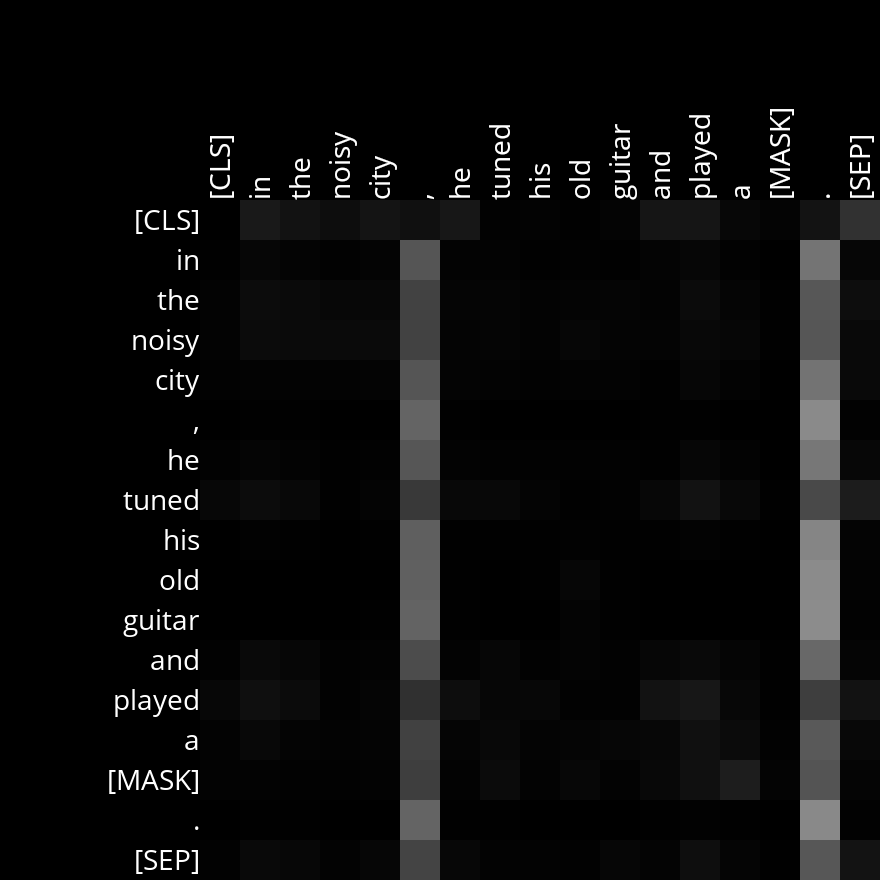 [CLS] in the noisy city , he tuned his old guitar and played a [MASK] . [SEP]
[CLS]
in
the
noisy
city
,
he
tuned
his
old
guitar
and
played
a
[MASK]
.
[SEP]